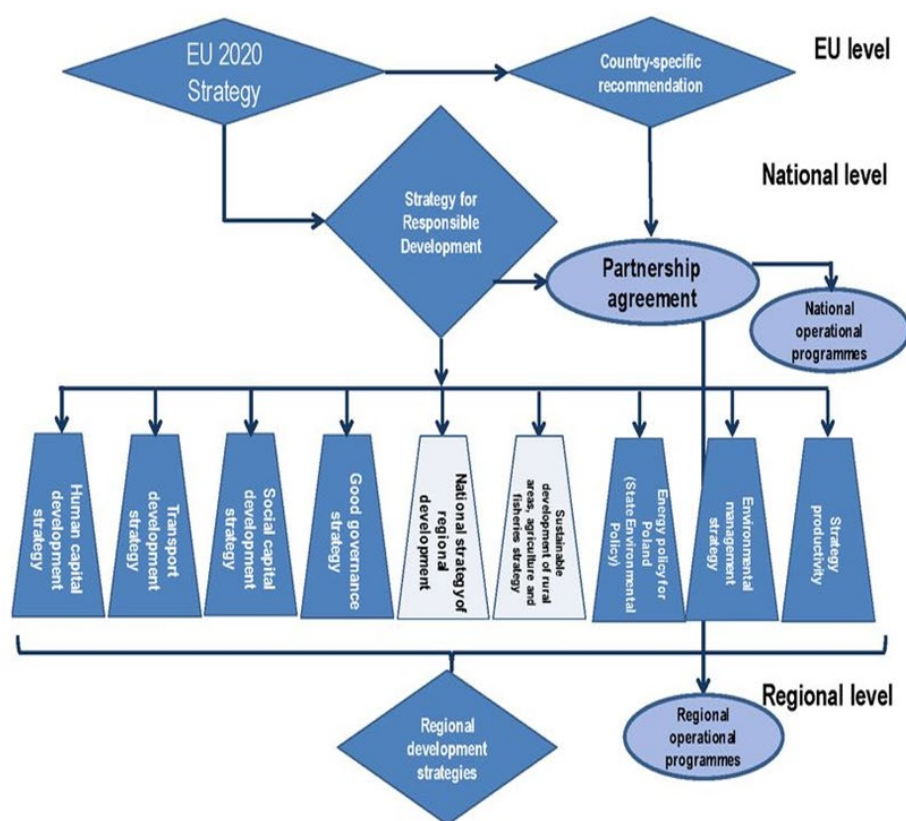 EU 2020
Strategy
Country-specific
recommendation
EU level
National level
Strategy for
Responsible
Development
Partnership
agreement
National
operational
programmes
Human capital
development
strategy
Transport
development
strategy
Social capital
development
strategy
Good governance
strategy
National strategy of
regional
development
Sustainable
development of rural
areas, agriculture and
fisheries strategy
Energy policy for
Poland
(State Environmental
Policy)
Environmental
management
strategy
Strategy
productivity
Regional level
Regional
development
strategies
Regional
operational
programmes